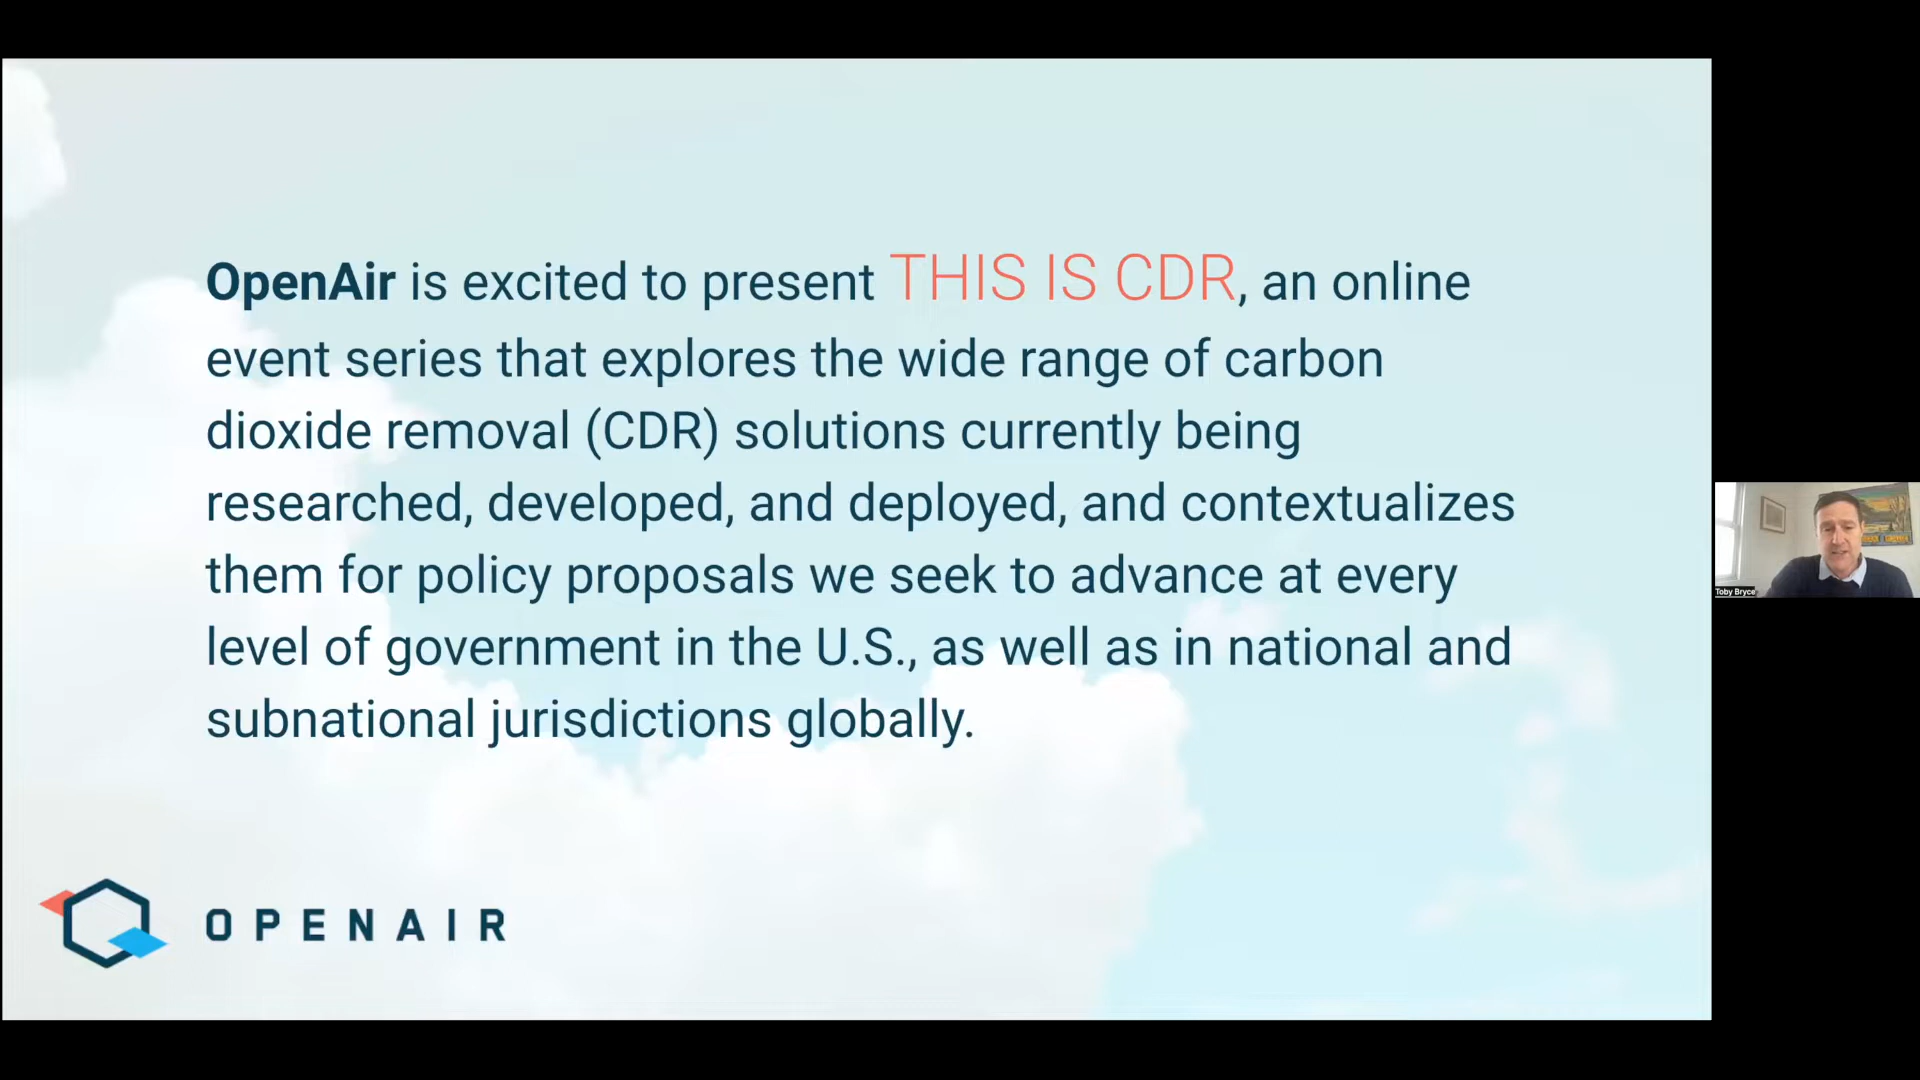 OpenAir is excited to present THIS IS CDR, an online
event series that explores the wide range of carbon
dioxide removal (CDR) solutions currently being
researched, developed, and deployed, and contextualizes
them for policy proposals we seek to advance at every
level of government in the U.S., as well as in national and
subnational jurisdictions globally.
OPENAIR
Toby Bryce